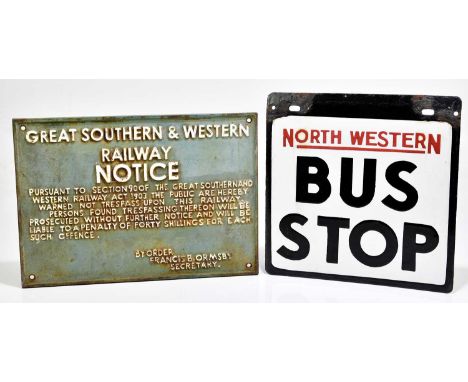 GREAT SOUTHERN & WESTERN
RAILWAY
NOTICE
PURSUANT TO SECTION 90 OF THE GREAT SOUTHERN AND
WESTERN RAILWAY ACT 1903 THE PUBLIC ARE HEREBY
WARNED NOT TRESPASS UPON THIS RAILWAY
PERSONS FOUND TRESPASSING THEREON WILL BE
PROSECUTED WITHOUT FURTHER NOTICE AND WILL BE
LIABLE TO A PENALTY OF FORTY SHILLINGS FOR EACH
SUCH OFFENCE.
BY ORDER
FRANCIS B. ORMSBY
SECRETARY.
NORTH WESTERN
BUS
STOP